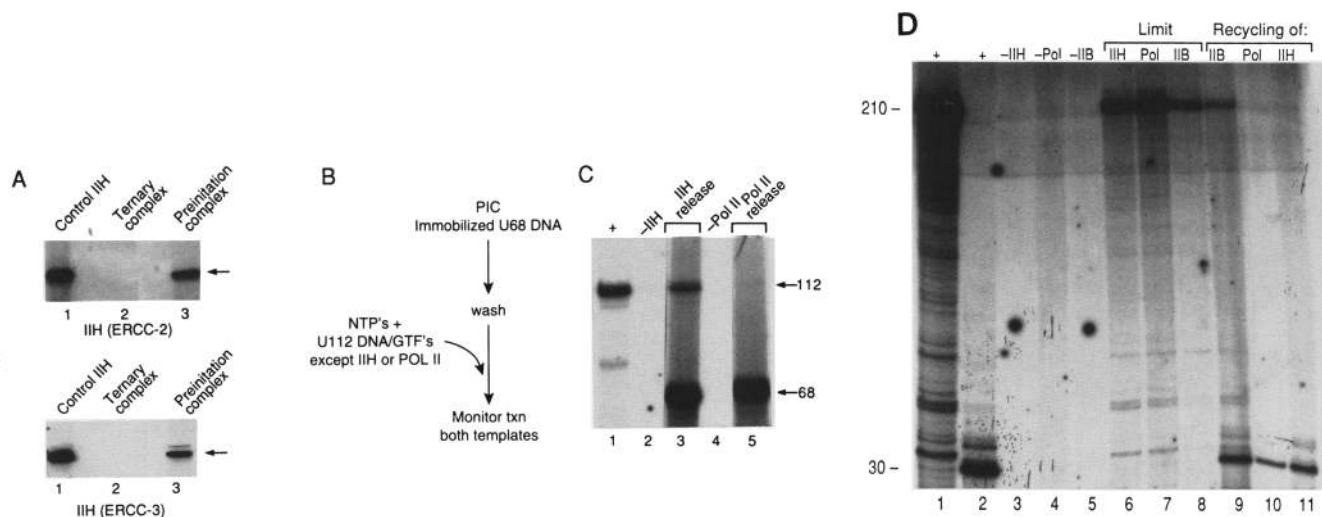 A
Control IIH
Ternary complex
Preinitation complex
1 2 3
IIH (ERCC-2)
Control IIH
Ternary complex
Preinitation complex
1 2 3
IIH (ERCC-3)
B
PIC
Immobilized U68 DNA
wash
NTP's +
U112 DNA/GTF's
except IIH or POL II
Monitor txn
both templates
C
+ –IIH IIH release –Pol II Pol II release
112
68
1 2 3 4 5
D
Limit Recycling of:
+ + –IIH –Pol –IIB IIH Pol IIB IIB Pol IIH
210 –
30 –
1 2 3 4 5 6 7 8 9 10 11